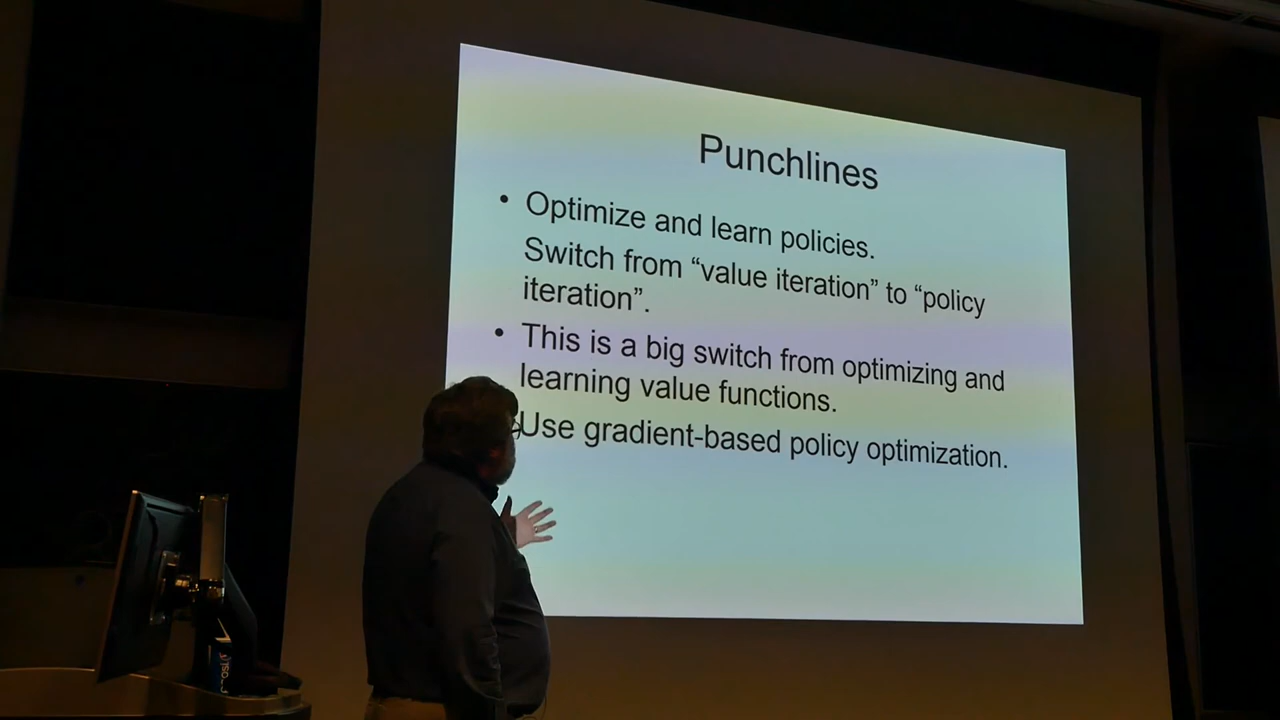 Punchlines
• Optimize and learn policies.
Switch from “value iteration” to “policy
iteration”.
• This is a big switch from optimizing and
learning value functions.
Use gradient-based policy optimization.